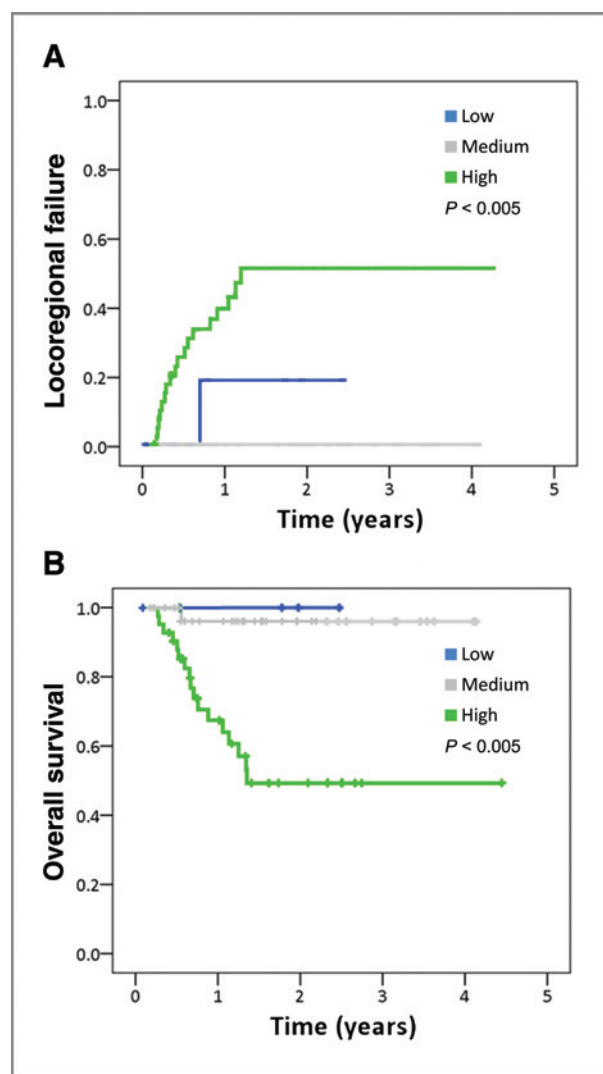 A
Locoregional failure
1.0
0.8
0.6
0.4
0.2
0.0
Low
Medium
High
P < 0.005
0 1 2 3 4 5
Time (years)
B
Overall survival
1.0
0.8
0.6
0.4
0.2
0.0
Low
Medium
High
P < 0.005
0 1 2 3 4 5
Time (years)